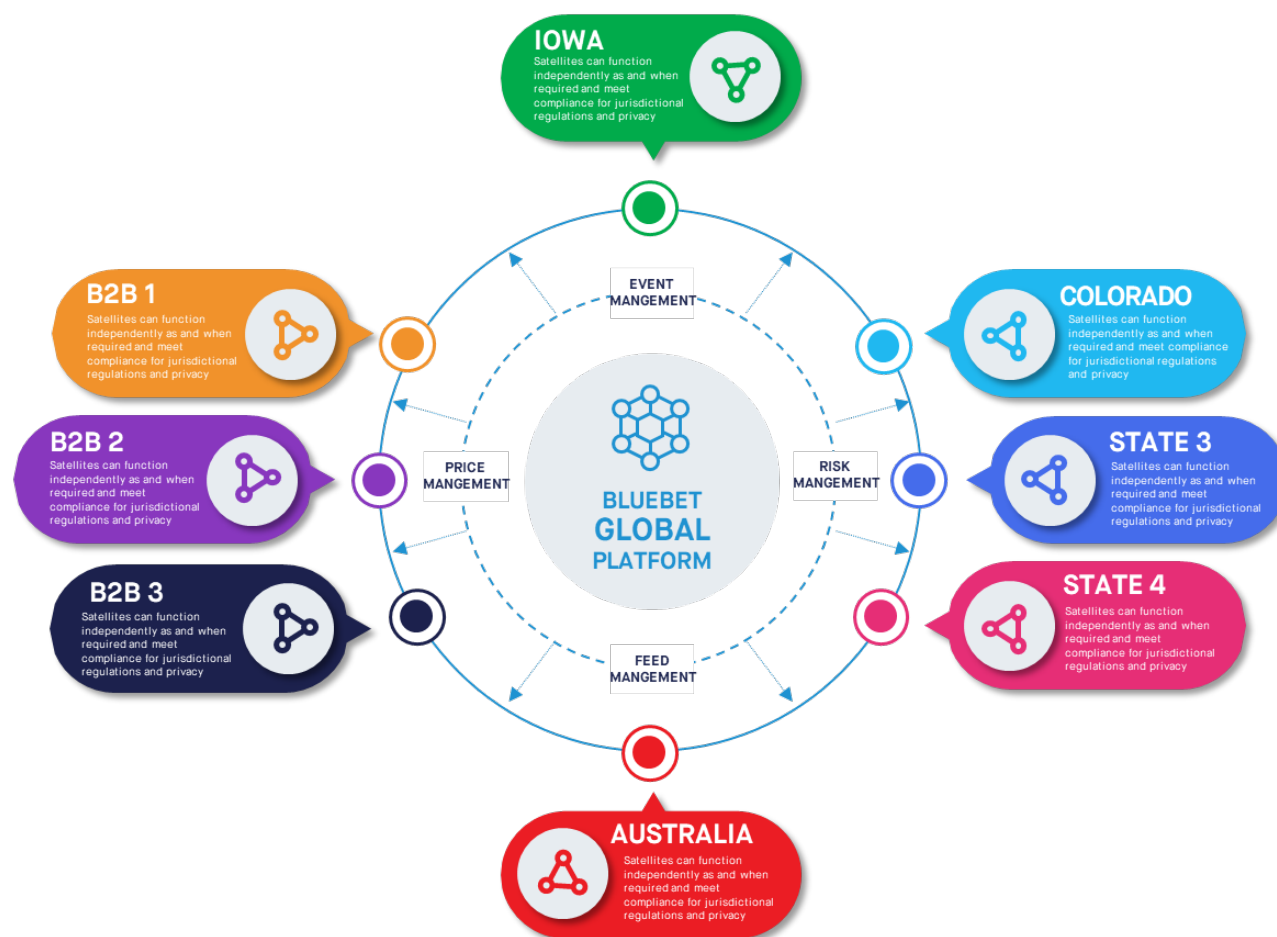 IOWA
Satellites can function
independently as and when
required and meet
compliance for jurisdictional
regulations and privacy
B2B 1
Satellites can function
independently as and when
required and meet
compliance for jurisdictional
regulations and privacy
EVENT
MANGEMENT
COLORADO
Satellites can function
independently as and when
required and meet compliance
for jurisdictional regulations
and privacy
B2B 2
Satellites can function
independently as and when
required and meet
compliance for jurisdictional
regulations and privacy
PRICE
MANGEMENT
BLUEBET
GLOBAL
PLATFORM
RISK
MANGEMENT
STATE 3
Satellites can function
independently as and when
required and meet
compliance for jurisdictional
regulations and privacy
B2B 3
Satellites can function
independently as and when
required and meet
compliance for jurisdictional
regulations and privacy
FEED
MANGEMENT
STATE 4
Satellites can function
independently as and when
required and meet
compliance for jurisdictional
regulations and privacy
AUSTRALIA
Satellites can function
independently as and when
required and meet
compliance for jurisdictional
regulations and privacy